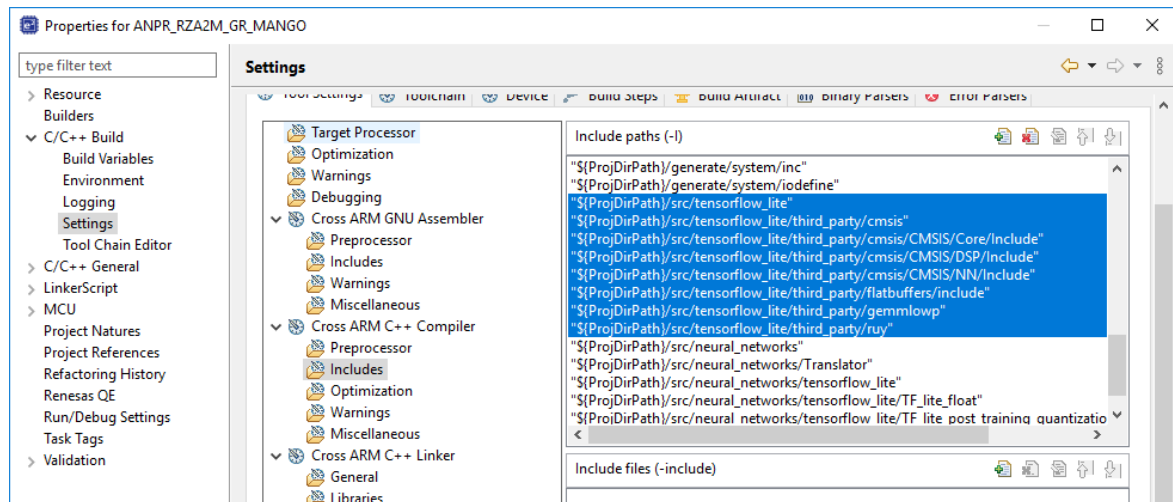 Properties for ANPR_RZA2M_GR_MANGO
type filter text
Resource
Builders
C/C++ Build
Build Variables
Environment
Logging
Settings
Tool Chain Editor
C/C++ General
LinkerScript
MCU
Project Natures
Project References
Refactoring History
Renesas QE
Run/Debug Settings
Task Tags
Validation
Settings
Tool Settings
Toolchain
Device
Build Steps
Build Artifact
Binary Parsers
Error Parsers
Target Processor
Optimization
Warnings
Debugging
Cross ARM GNU Assembler
Preprocessor
Includes
Warnings
Miscellaneous
Cross ARM C++ Compiler
Preprocessor
Includes
Optimization
Warnings
Miscellaneous
Cross ARM C++ Linker
General
Libraries
Include paths (-I)
"${ProjDirPath}/generate/system/inc"
"${ProjDirPath}/generate/system/iodefine"
"${ProjDirPath}/src/tensorflow_lite"
"${ProjDirPath}/src/tensorflow_lite/third_party/cmsis"
"${ProjDirPath}/src/tensorflow_lite/third_party/cmsis/CMSIS/Core/Include"
"${ProjDirPath}/src/tensorflow_lite/third_party/cmsis/CMSIS/DSP/Include"
"${ProjDirPath}/src/tensorflow_lite/third_party/cmsis/CMSIS/NN/Include"
"${ProjDirPath}/src/tensorflow_lite/third_party/flatbuffers/include"
"${ProjDirPath}/src/tensorflow_lite/third_party/gemmlowp"
"${ProjDirPath}/src/tensorflow_lite/third_party/ruy"
"${ProjDirPath}/src/neural_networks"
"${ProjDirPath}/src/neural_networks/Translator"
"${ProjDirPath}/src/neural_networks/tensorflow_lite"
"${ProjDirPath}/src/neural_networks/tensorflow_lite/TF_lite_float"
"${ProjDirPath}/src/neural_networks/tensorflow_lite/TF_lite_post_training_quantizatio
Include files (-include)